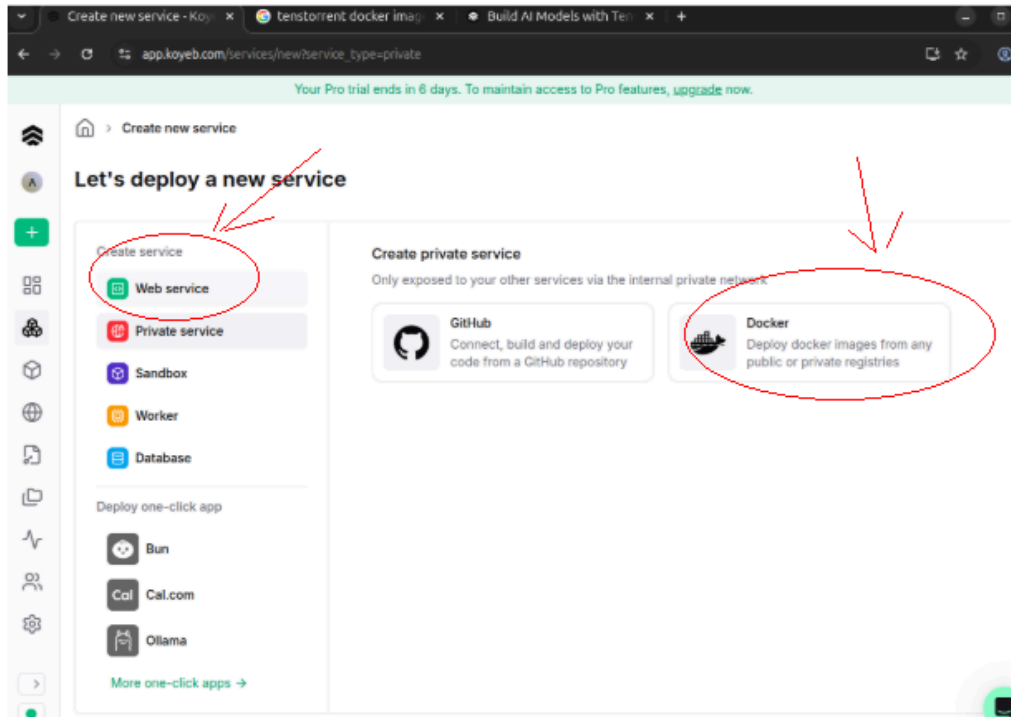 Create new service - Koy
tenstorrent docker imag
Build AI Models with Ten
app.koyeb.com/services/new?service_type=private
Your Pro trial ends in 6 days. To maintain access to Pro features, upgrade now.
Create new service
A
Let's deploy a new service
Create service
Web service
Private service
Sandbox
Worker
Database
Deploy one-click app
Bun
Cal
Cal.com
Ollama
More one-click apps →
Create private service
Only exposed to your other services via the internal private network
GitHub
Connect, build and deploy your
code from a GitHub repository
Docker
Deploy docker images from any
public or private registries